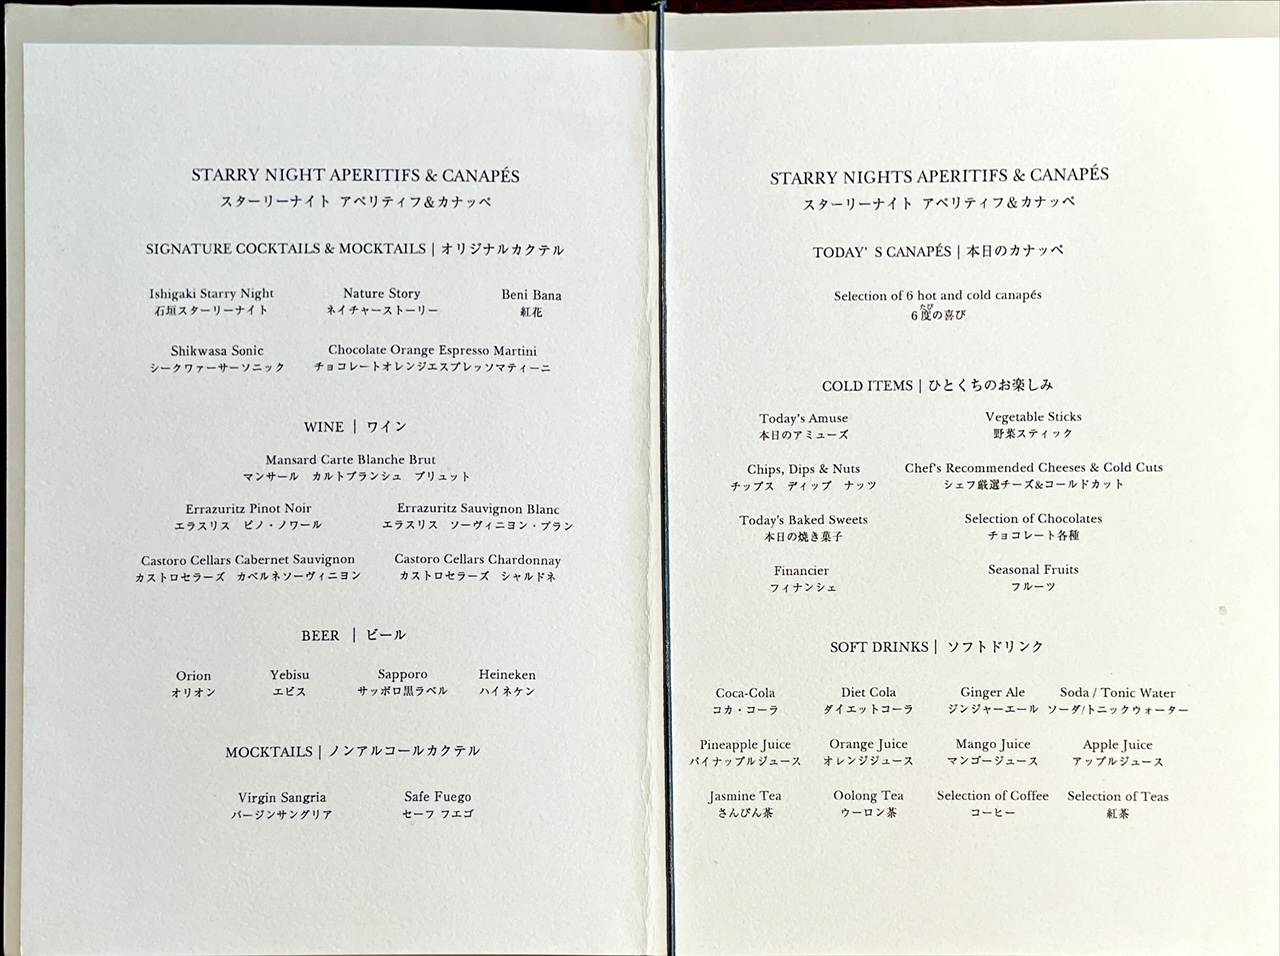 STARRY NIGHT APERITIFS & CANAPÉS
スターリーナイト アペリティフ&カナッペ
SIGNATURE COCKTAILS & MOCKTAILS | オリジナルカクテル
Ishigaki Starry Night Nature Story Beni Bana
石垣スターリーナイト ネイチャーストーリー 紅花
Shikwasa Sonic Chocolate Orange Espresso Martini
シークワァーサーソニック チョコレートオレンジエスプレッソマティーニ
WINE | ワイン
Mansard Carte Blanche Brut
マンサール カルトブランシュ ブリュット
Errazuritz Pinot Noir Errazuritz Sauvignon Blanc
エラスリス ピノ・ノワール エラスリス ソーヴィニヨン・ブラン
Castoro Cellars Cabernet Sauvignon Castoro Cellars Chardonnay
カストロセラーズ カベルネソーヴィニヨン カストロセラーズ シャルドネ
BEER | ビール
Orion Yebisu Sapporo Heineken
オリオン エビス サッポロ黒ラベル ハイネケン
MOCKTAILS | ノンアルコールカクテル
Virgin Sangria Safe Fuego
バージンサングリア セーフ フエゴ
STARRY NIGHTS APERITIFS & CANAPÉS
スターリーナイト アペリティフ&カナッペ
TODAY' S CANAPÉS | 本日のカナッペ
Selection of 6 hot and cold canapés
たび
6度の喜び
COLD ITEMS | ひとくちのお楽しみ
Today's Amuse Vegetable Sticks
本日のアミューズ 野菜スティック
Chips, Dips & Nuts Chef's Recommended Cheeses & Cold Cuts
チップス ディップ ナッツ シェフ厳選チーズ&コールドカット
Today's Baked Sweets Selection of Chocolates
本日の焼き菓子 チョコレート各種
Financier Seasonal Fruits
フィナンシェ フルーツ
SOFT DRINKS | ソフトドリンク
Coca-Cola Diet Cola Ginger Ale Soda / Tonic Water
コカ・コーラ ダイエットコーラ ジンジャーエール ソーダ/トニックウォーター
Pineapple Juice Orange Juice Mango Juice Apple Juice
パイナップルジュース オレンジジュース マンゴージュース アップルジュース
Jasmine Tea Oolong Tea Selection of Coffee Selection of Teas
さんぴん茶 ウーロン茶 コーヒー 紅茶